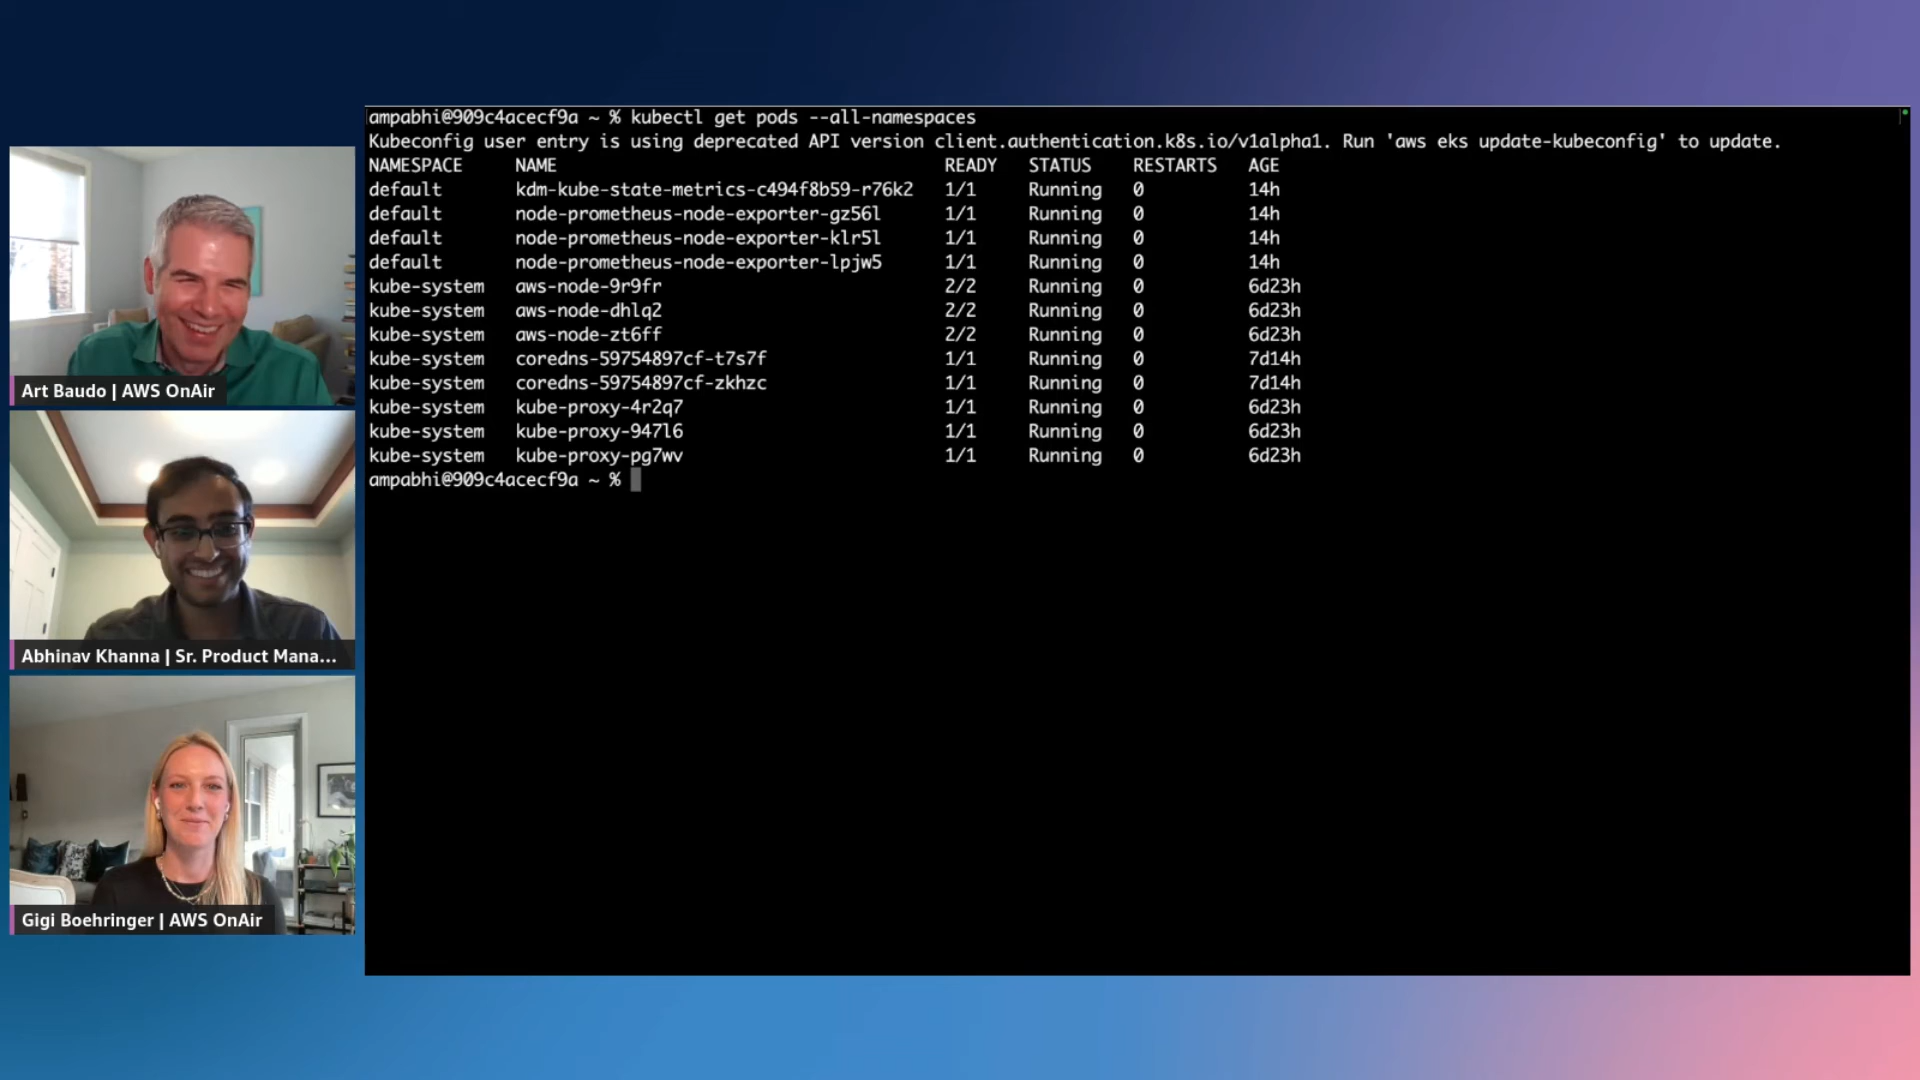 ampabhi@909c4acecf9a ~ % kubectl get pods --all-namespaces
Kubeconfig user entry is using deprecated API version client.authentication.k8s.io/v1alpha1. Run 'aws eks update-kubeconfig' to update.
NAMESPACE NAME READY STATUS RESTARTS AGE
default kdm-kube-state-metrics-c494f8b59-r76k2 1/1 Running 0 14h
default node-prometheus-node-exporter-gz56l 1/1 Running 0 14h
default node-prometheus-node-exporter-klr5l 1/1 Running 0 14h
default node-prometheus-node-exporter-lpjw5 1/1 Running 0 14h
kube-system aws-node-9r9fr 2/2 Running 0 6d23h
kube-system aws-node-dhlq2 2/2 Running 0 6d23h
kube-system aws-node-zt6ff 2/2 Running 0 6d23h
kube-system coredns-59754897cf-t7s7f 1/1 Running 0 7d14h
kube-system coredns-59754897cf-zkhzc 1/1 Running 0 7d14h
kube-system kube-proxy-4r2q7 1/1 Running 0 6d23h
kube-system kube-proxy-947l6 1/1 Running 0 6d23h
kube-system kube-proxy-pg7wv 1/1 Running 0 6d23h
ampabhi@909c4acecf9a ~ %
Art Baudo | AWS OnAir
Abhinav Khanna | Sr. Product Mana...
Gigi Boehringer | AWS OnAir